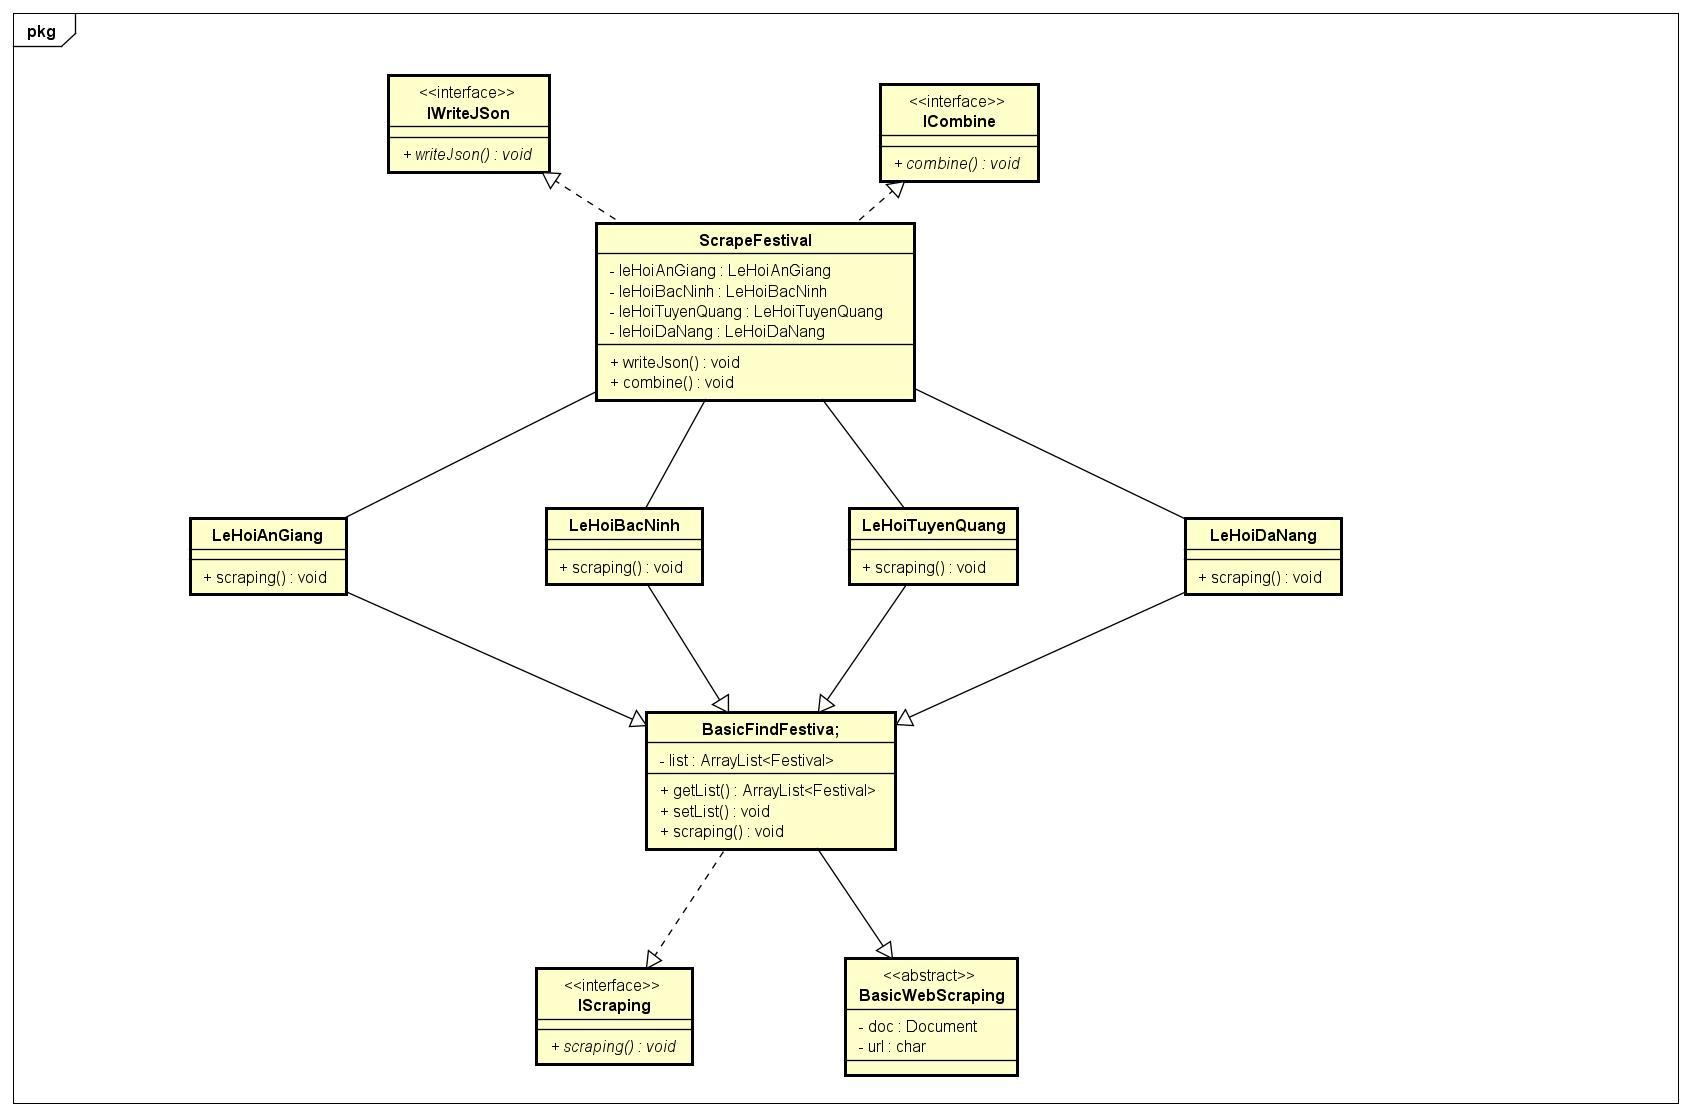 pkg
<<interface>>
IWriteJSon
+ writeJson() : void
<<interface>>
ICombine
+ combine() : void
ScrapeFestival
- leHoiAnGiang : LeHoiAnGiang
- leHoiBacNinh : LeHoiBacNinh
- leHoiTuyenQuang : LeHoiTuyenQuang
- leHoiDaNang : LeHoiDaNang
+ writeJson() : void
+ combine() : void
LeHoiAnGiang
+ scraping() : void
LeHoiBacNinh
+ scraping() : void
LeHoiTuyenQuang
+ scraping() : void
LeHoiDaNang
+ scraping() : void
BasicFindFestiva;
- list : ArrayList<Festival>
+ getList() : ArrayList<Festival>
+ setList() : void
+ scraping() : void
<<interface>>
IScraping
+ scraping() : void
<<abstract>>
BasicWebScraping
- doc : Document
- url : char